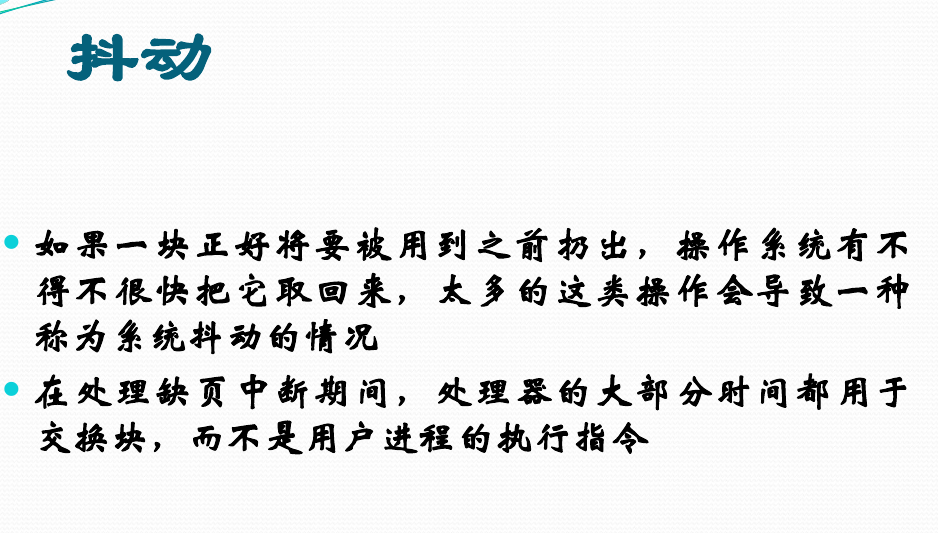 抖动
如果一块正好将要被用到之前扔出，操作系统有不
得不很快把它取回来，太多的这类操作会导致一种
称为系统抖动的情况
在处理缺页中断期间，处理器的大部分时间都用于
交换块，而不是用户进程的执行指令